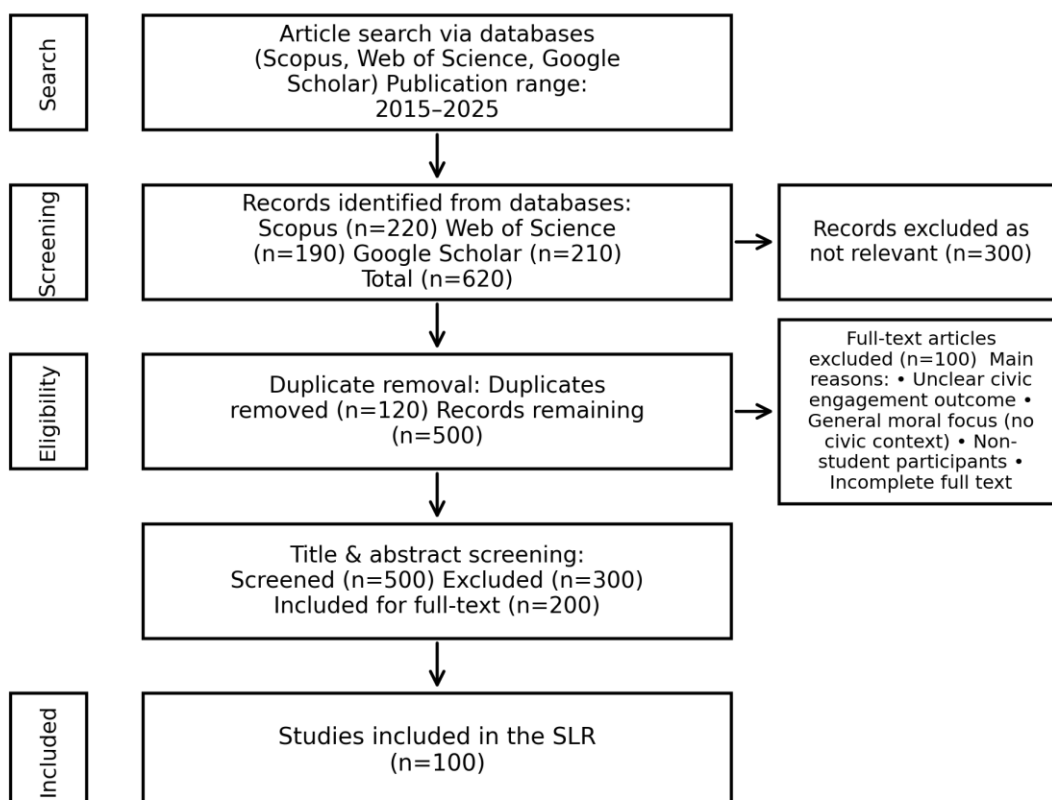 Search
Article search via databases
(Scopus, Web of Science, Google
Scholar) Publication range:
2015–2025
Screening
Records identified from databases:
Scopus (n=220) Web of Science
(n=190) Google Scholar (n=210)
Total (n=620)
Records excluded as
not relevant (n=300)
Eligibility
Duplicate removal: Duplicates
removed (n=120) Records remaining
(n=500)
Full-text articles
excluded (n=100)  Main
reasons: • Unclear civic
engagement outcome •
General moral focus (no
civic context) • Non-
student participants •
Incomplete full text
Title & abstract screening:
Screened (n=500) Excluded (n=300)
Included for full-text (n=200)
Included
Studies included in the SLR
(n=100)